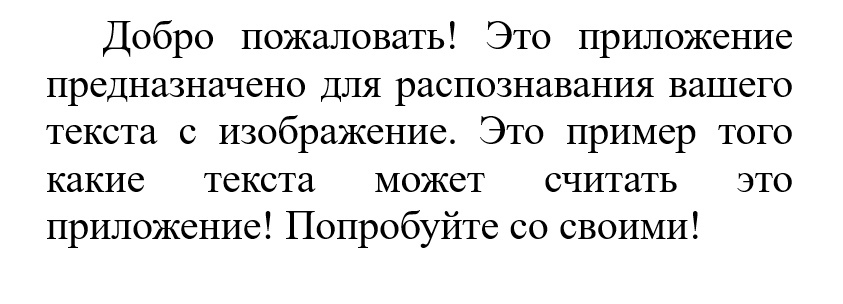 Добро пожаловать! Это приложение
предназначено для распознавания вашего
текста с изображение. Это пример того
какие текста может считать это
приложение! Попробуйте со своими!